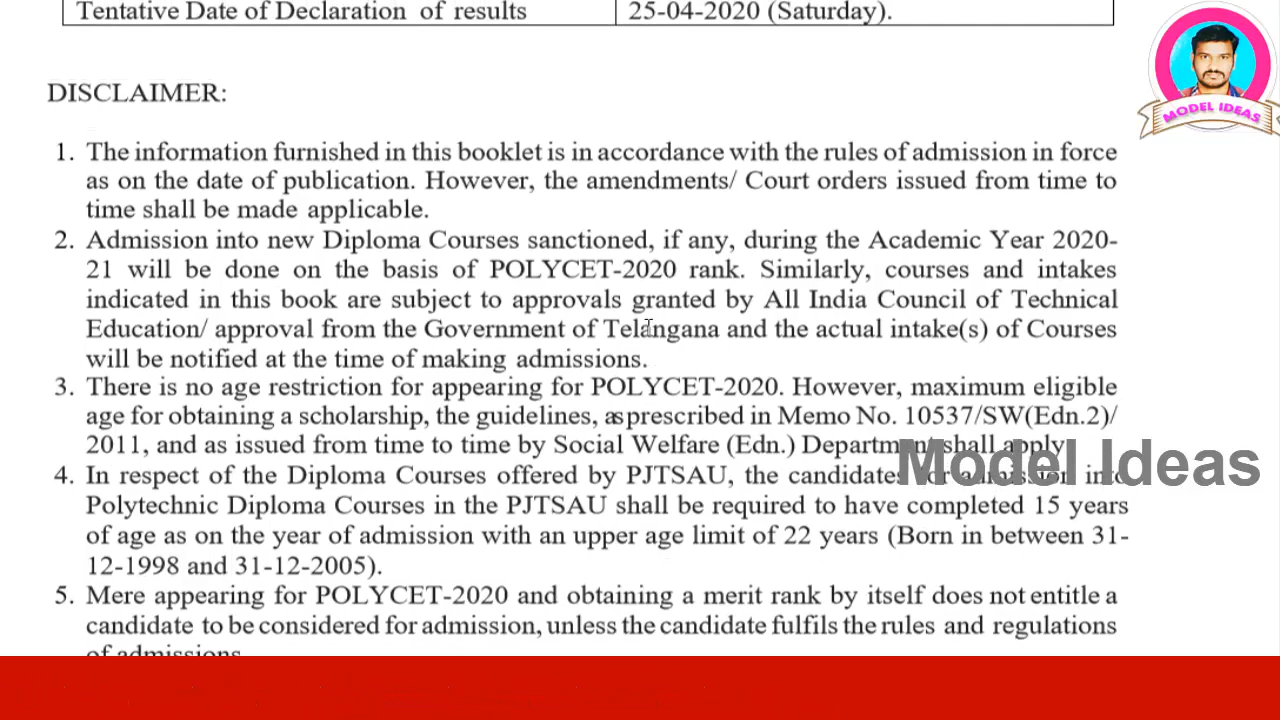 Tentative Date of Declaration of results 25-04-2020 (Saturday).
MODEL IDEAS
DISCLAIMER:
1. The information furnished in this booklet is in accordance with the rules of admission in force
as on the date of publication. However, the amendments/ Court orders issued from time to
time shall be made applicable.
2. Admission into new Diploma Courses sanctioned, if any, during the Academic Year 2020-
21 will be done on the basis of POLYCET-2020 rank. Similarly, courses and intakes
indicated in this book are subject to approvals granted by All India Council of Technical
Education/ approval from the Government of Telangana and the actual intake(s) of Courses
will be notified at the time of making admissions.
3. There is no age restriction for appearing for POLYCET-2020. However, maximum eligible
age for obtaining a scholarship, the guidelines, as prescribed in Memo No. 10537/SW(Edn.2)/
2011, and as issued from time to time by Social Welfare (Edn.) Department shall apply
Model Ideas
4. In respect of the Diploma Courses offered by PJTSAU, the candidates for admission into
Polytechnic Diploma Courses in the PJTSAU shall be required to have completed 15 years
of age as on the year of admission with an upper age limit of 22 years (Born in between 31-
12-1998 and 31-12-2005).
5. Mere appearing for POLYCET-2020 and obtaining a merit rank by itself does not entitle a
candidate to be considered for admission, unless the candidate fulfils the rules and regulations
of admissions